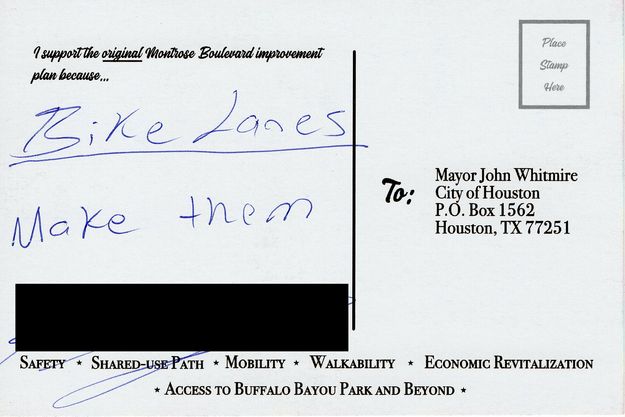 I support the original Montrose Boulevard improvement
plan because...
Bike Lanes
Make them
Place
Stamp
Here
To:
Mayor John Whitmire
City of Houston
P.O. Box 1562
Houston, TX 77251
SAFETY ⋆ SHARED-USE PATH ⋆ MOBILITY ⋆ WALKABILITY ⋆ ECONOMIC REVITALIZATION
⋆ ACCESS TO BUFFALO BAYOU PARK AND BEYOND ⋆